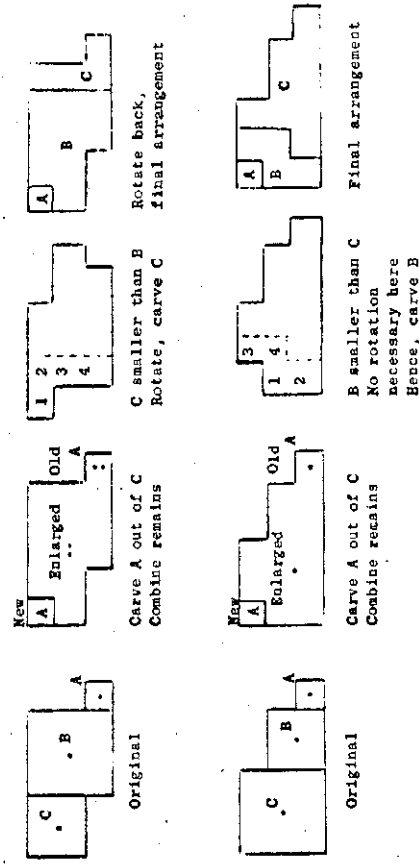 C
B
A
Original
New
A
Enlarged
Old
A
Carve A out of C
Combine remains
1
2
3
4
C smaller than B
Rotate, carve C
A
B
C
Rotate back,
final arrangement
C
B
A
Original
New
A
Enlarged
Old
A
Carve A out of C
Combine remains
3
1
4
2
B smaller than C
No rotation
necessary here
Hence, carve B
A
B
C
Final arrangement